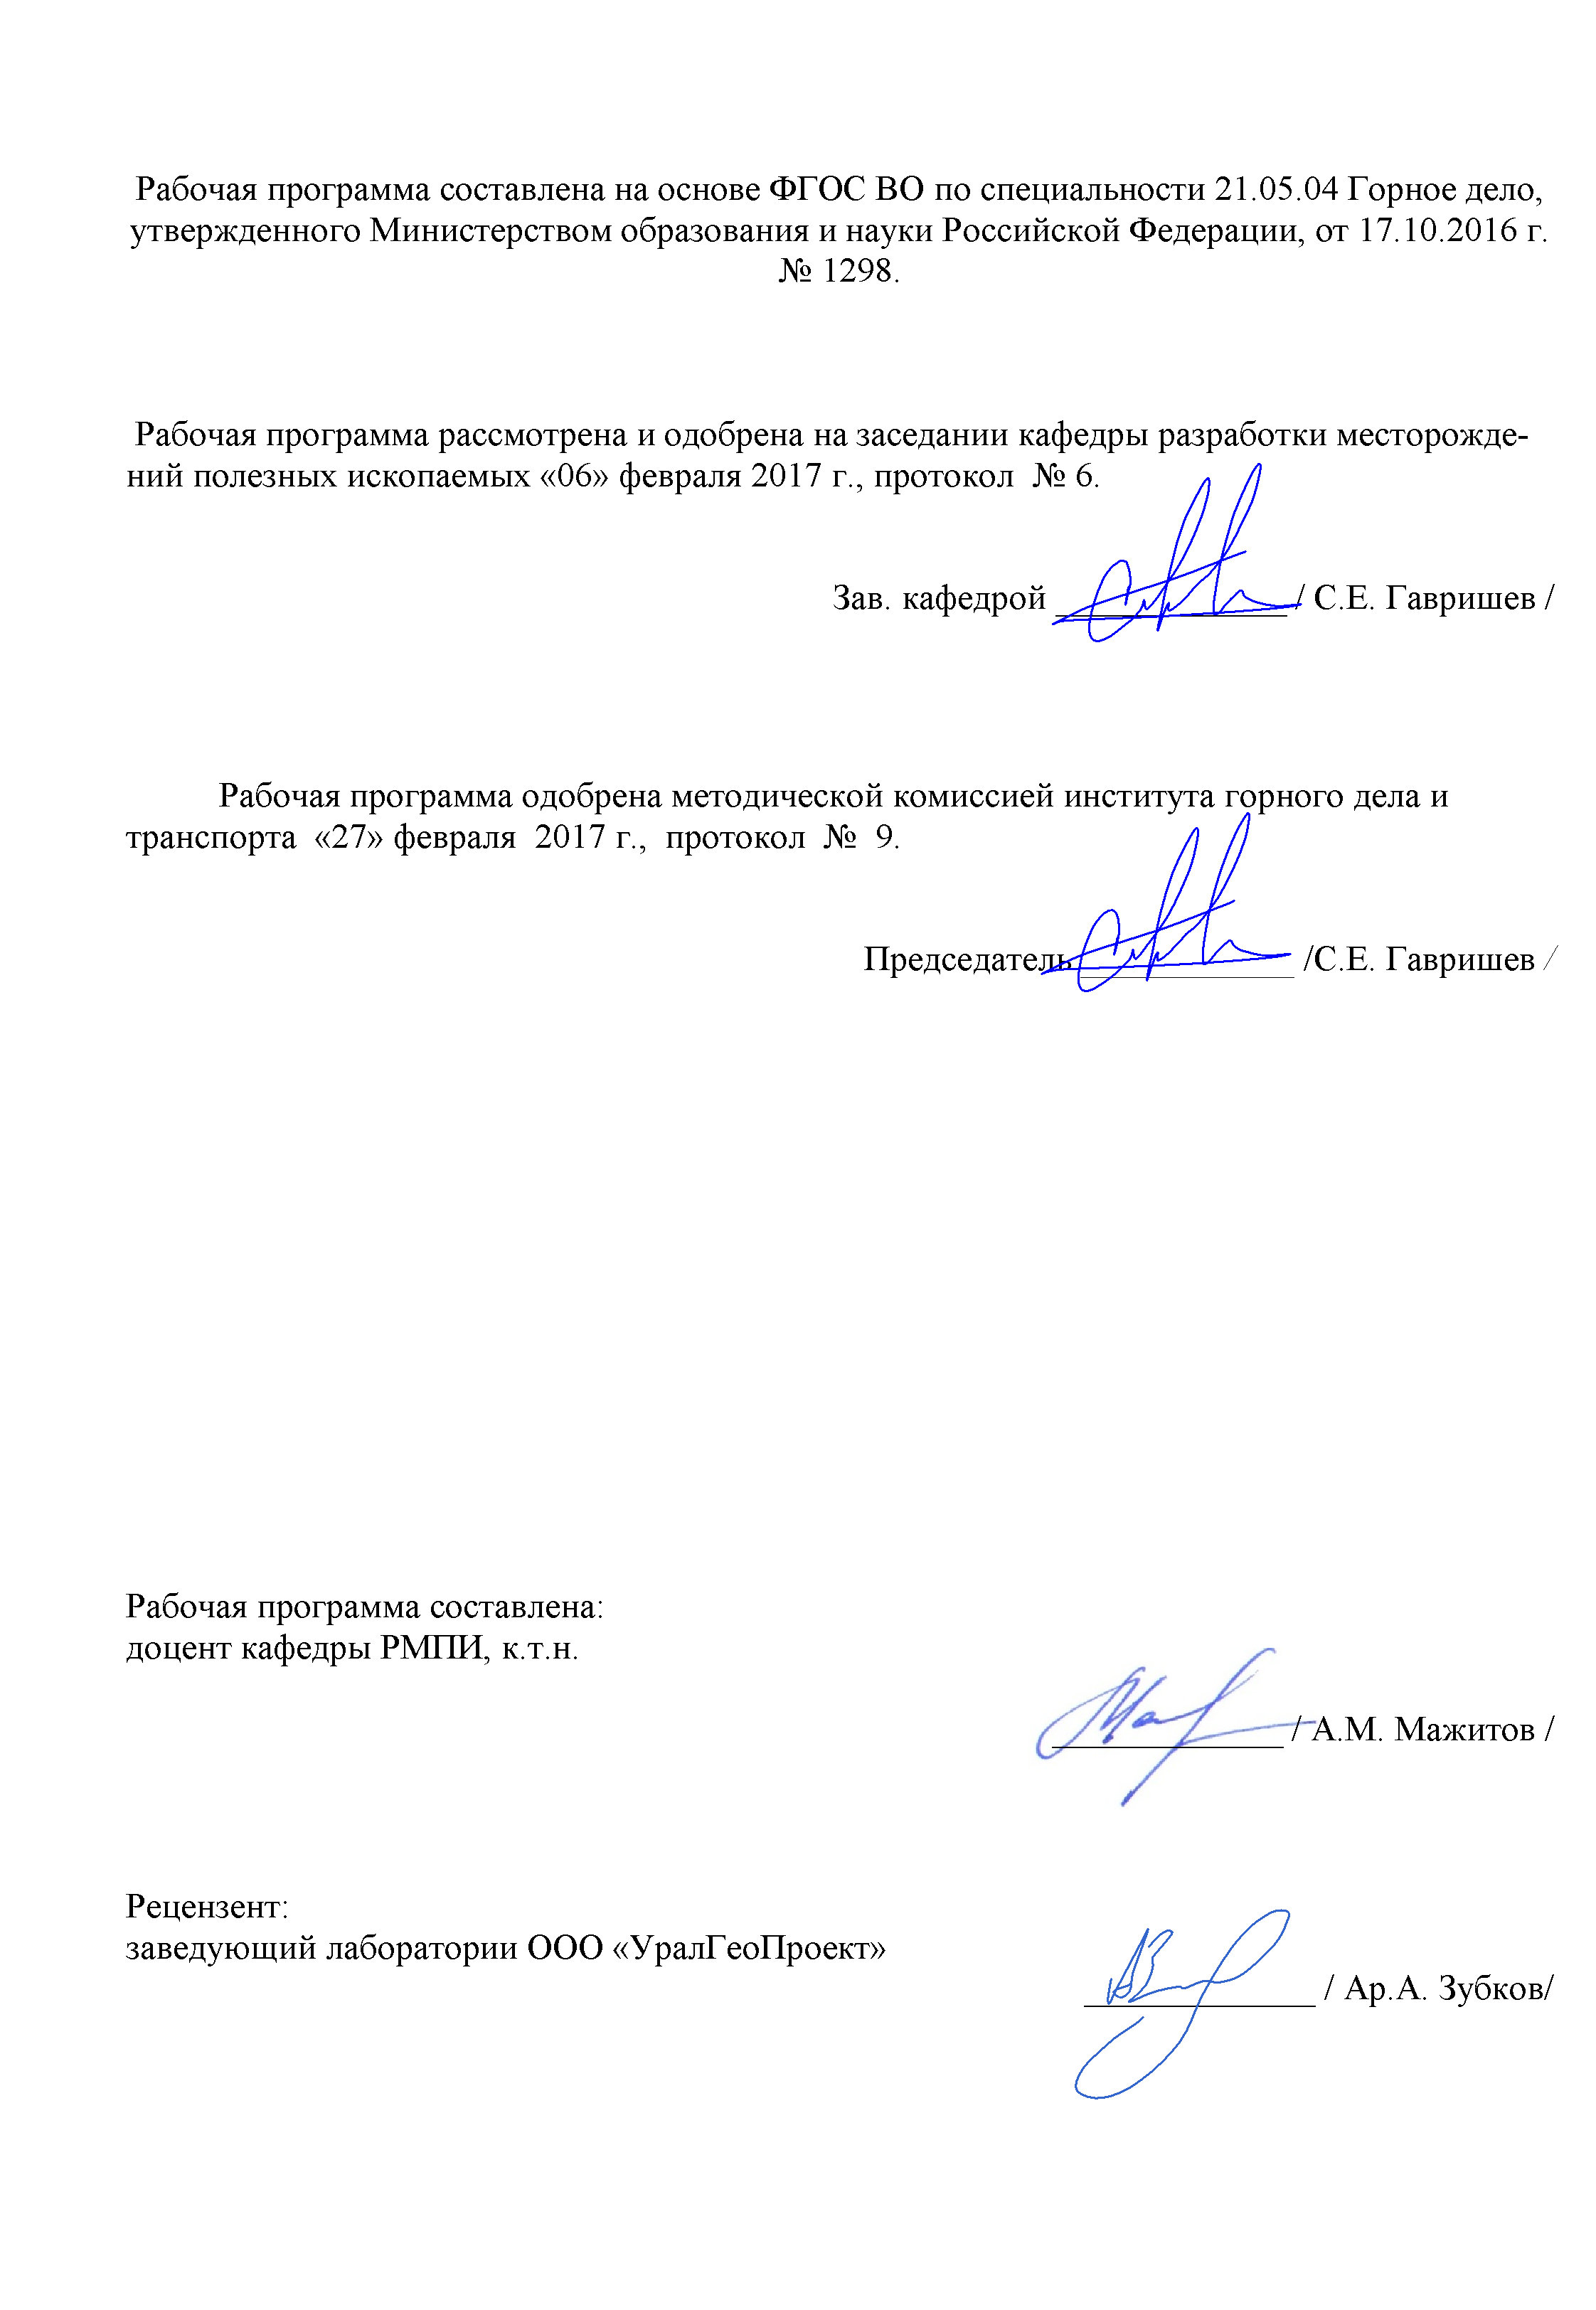 Рабочая программа составлена на основе ФГОС ВО по специальности 21.05.04 Горное дело,
утвержденного Министерством образования и науки Российской Федерации, от 17.10.2016 г.
№ 1298.
Рабочая программа рассмотрена и одобрена на заседании кафедры разработки месторожде-
ний полезных ископаемых «06» февраля 2017 г., протокол № 6.
Зав. кафедрой / С.Е. Гавришев /
Рабочая программа одобрена методической комиссией института горного дела и
транспорта «27» февраля 2017 г., протокол № 9.
Председатель /С.Е. Гавришев /
Рабочая программа составлена:
доцент кафедры РМПИ, к.т.н.
/ А.М. Мажитов /
Рецензент:
заведующий лаборатории ООО «УралГеоПроект»
/ Ар.А. Зубков/